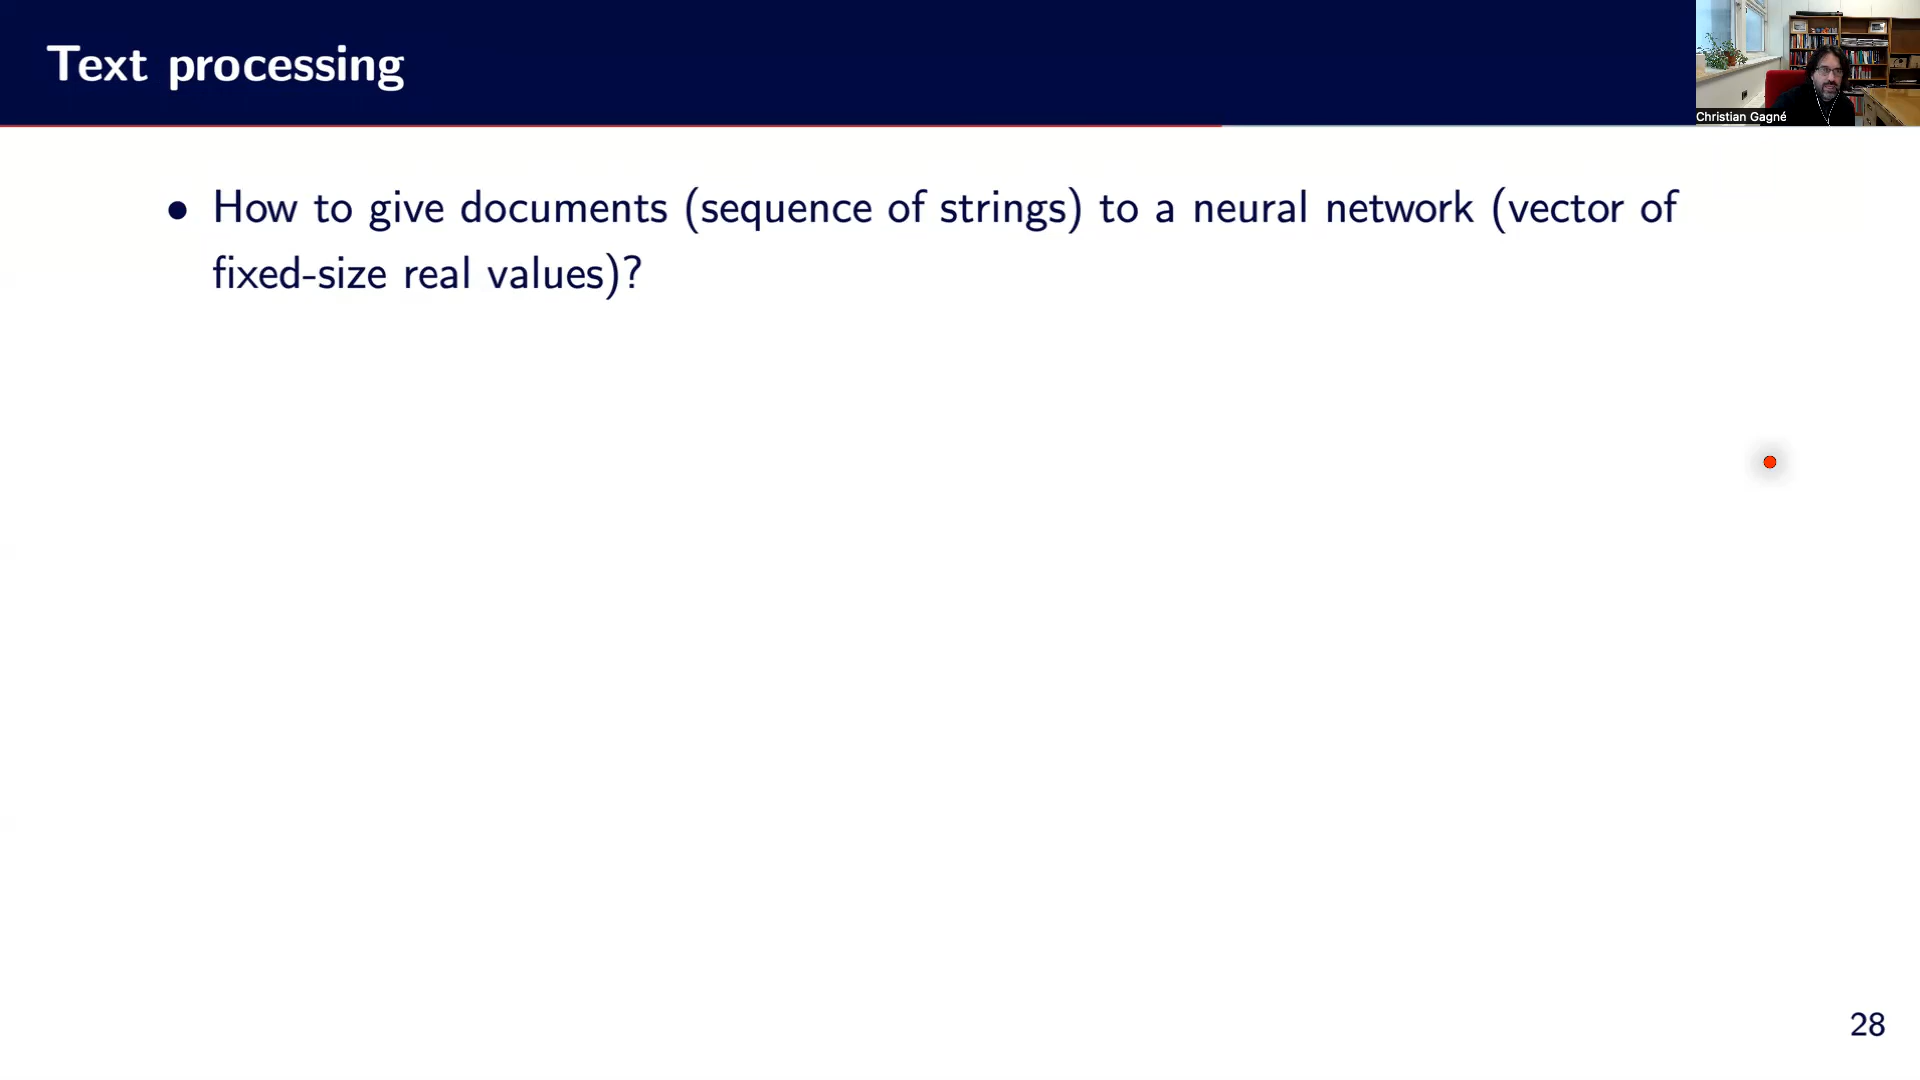 Text processing
Christian Gagné
• How to give documents (sequence of strings) to a neural network (vector of
fixed-size real values)?
28